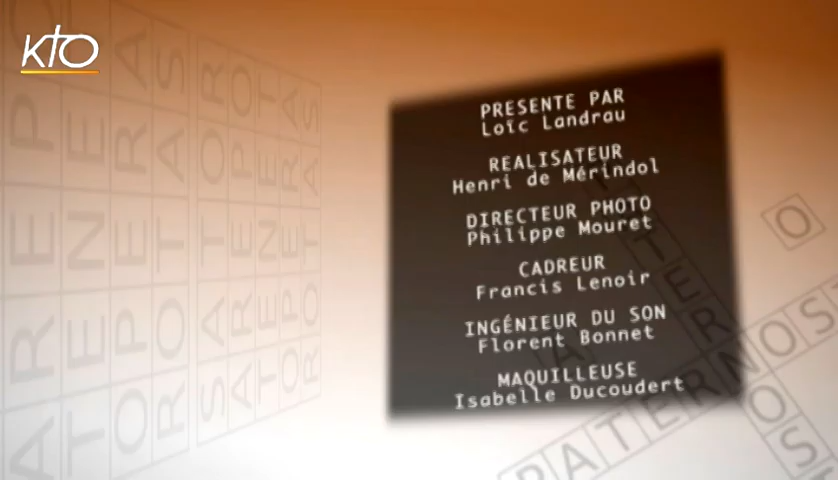 KTO
PRESENTE PAR
Loïc Landrau
REALISATEUR
Henri de Mérindol
DIRECTEUR PHOTO
Philippe Mouret
CADREUR
Francis Lenoir
INGÉNIEUR DU SON
Florent Bonnet
MAQUILLEUSE
Isabelle Ducoudert
PATERNOS